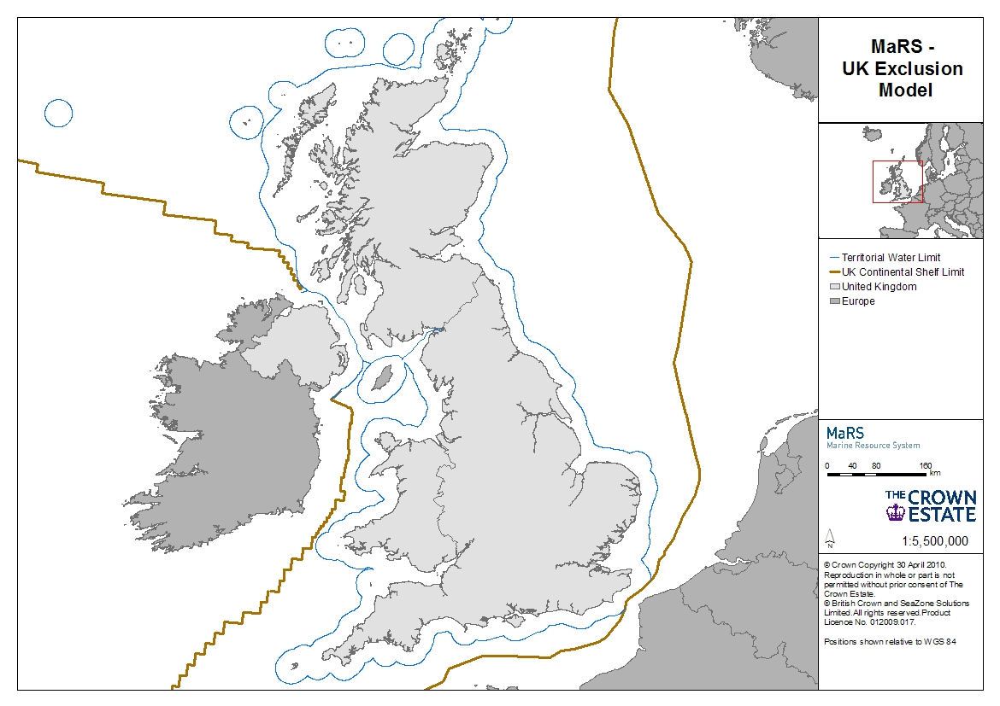 MaRS -
UK Exclusion
Model
Territorial Water Limit
UK Continental Shelf Limit
United Kingdom
Europe
MaRS
Marine Resource System
0 40 80 160
km
THE CROWN
ESTATE
N
1:5,500,000
© Crown Copyright 30 April 2010.
Reproduction in whole or part is not
permitted without prior consent of The
Crown Estate.
© British Crown and SeaZone Solutions
Limited. All rights reserved. Product
Licence No. 012009.017.
Positions shown relative to WGS 84